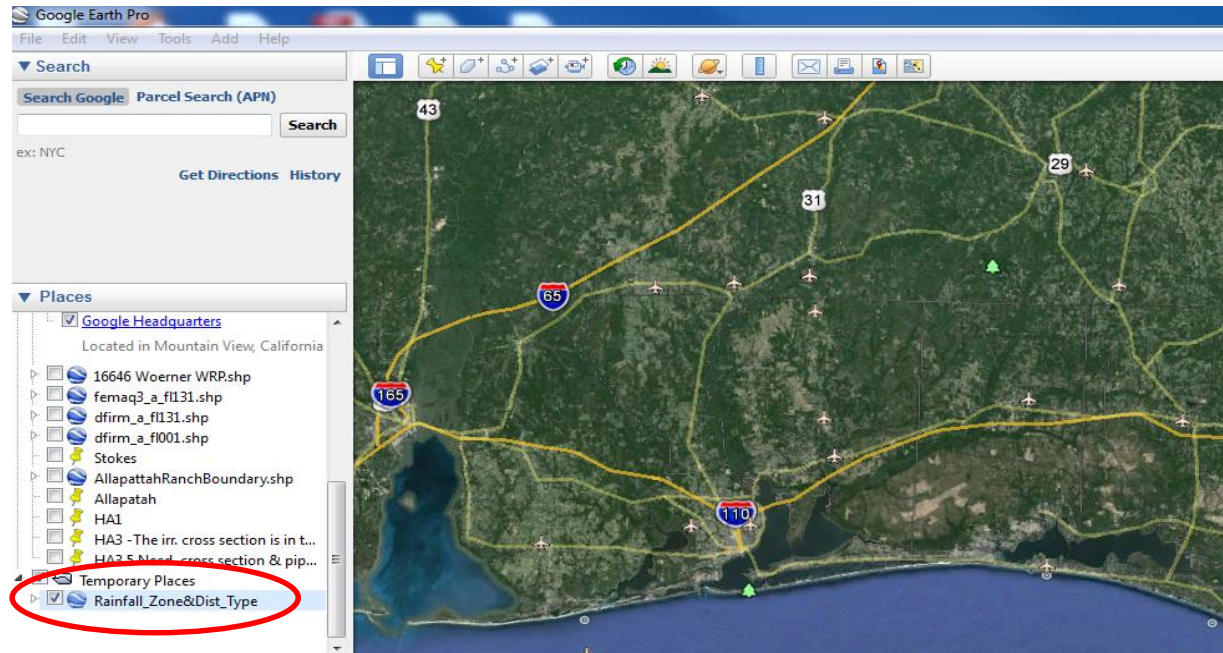 Google Earth Pro
File Edit View Tools Add Help
▼ Search
Search Google Parcel Search (APN)
Search
ex: NYC
Get Directions History
▼ Places
Google Headquarters
Located in Mountain View, California
16646 Woerner WRP.shp
femaq3_a_fl131.shp
dfirm_a_fl131.shp
dfirm_a_fl001.shp
Stokes
AllapattahRanchBoundary.shp
Allapatah
HA1
HA3 -The irr. cross section is in t...
HA3.5 Need cross section & pip...
Temporary Places
Rainfall_Zone&Dist_Type
43
29
31
65
165
110